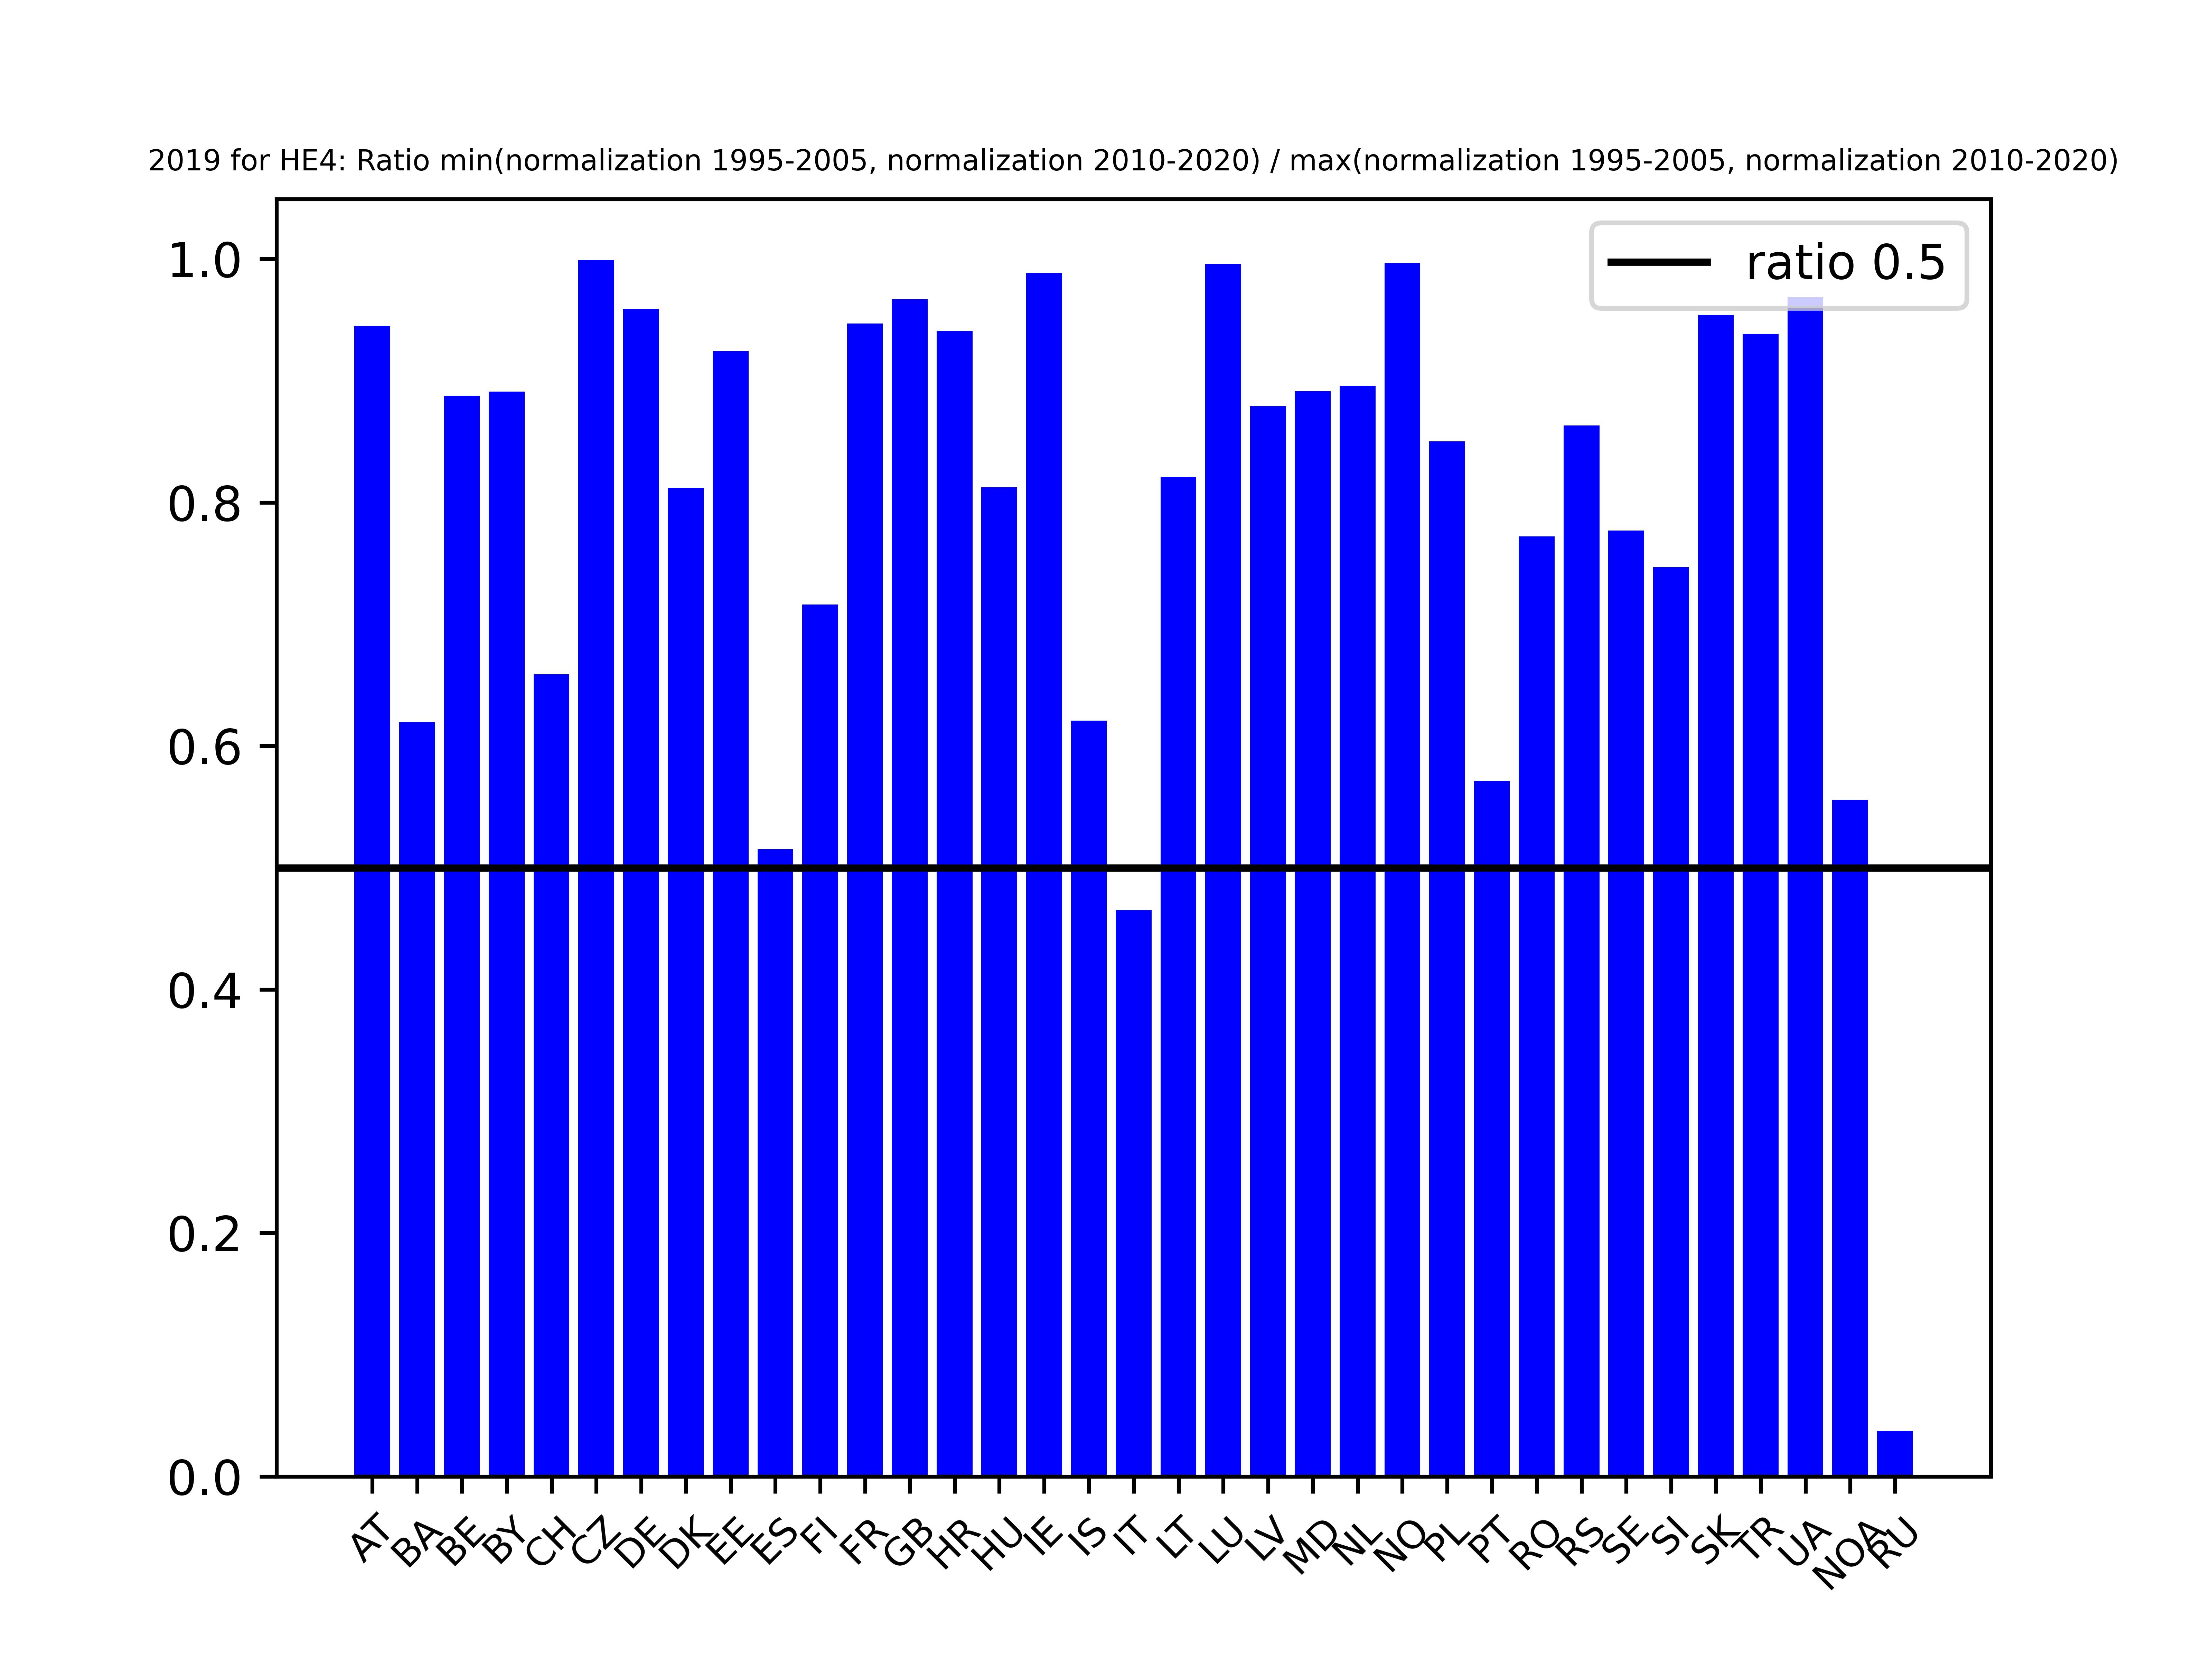 2019 for HE4: Ratio min(normalization 1995-2005, normalization 2010-2020) / max(normalization 1995-2005, normalization 2010-2020)
ratio 0.5
1.0
0.8
0.6
0.4
0.2
0.0
AT BA BE BY CH CZ DE DK EE ES FI FR GB HR HU IE IS IT LT LU LV MD NL NO PL PT RO RS SE SI SK TR UA NOA RU